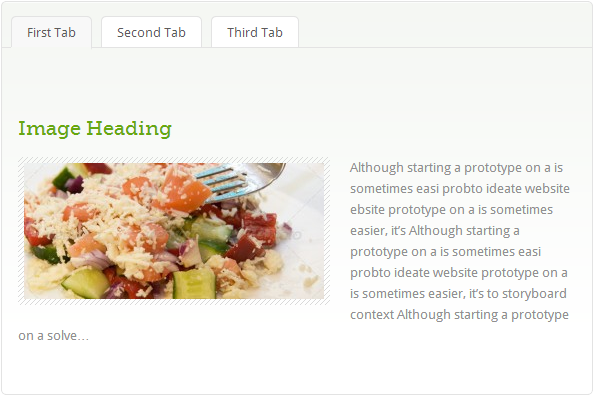 First Tab
Second Tab
Third Tab
Image Heading
Although starting a prototype on a is
sometimes easi probto ideate website
ebsite prototype on a is sometimes
easier, it’s Although starting a
prototype on a is sometimes easi
probto ideate website prototype on a
is sometimes easier, it’s to storyboard
context Although starting a prototype
on a solve…